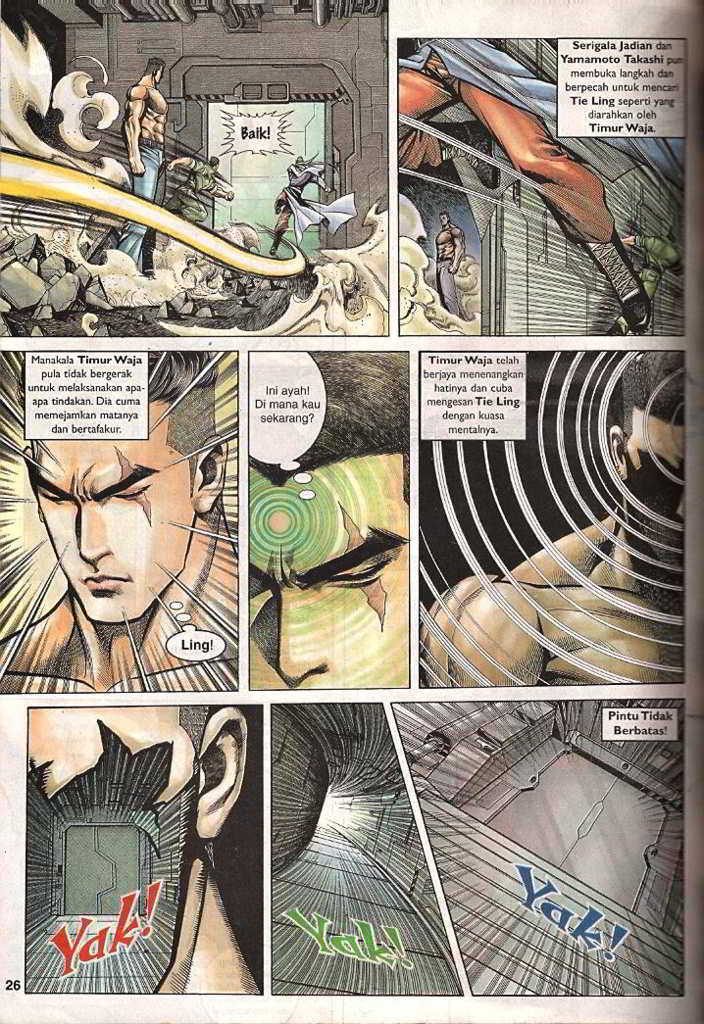 Baik!
Serigala Jadian dan
Yamamoto Takashi pun
membuka langkah dan
berpecah untuk mencari
Tie Ling seperti yang
diarahkan oleh
Timur Waja.
Manakala Timur Waja
pula tidak bergerak
untuk melaksanakan apa-
apa tindakan. Dia cuma
memejamkan matanya
dan bertafakur.
Ling!
Ini ayah!
Di mana kau
sekarang?
Timur Waja telah
berjaya menenangkan
hatinya dan cuba
mengesan Tie Ling
dengan kuasa
mentalnya.
Yak!
Yak!
Pintu Tidak
Berbatas!
Yak!
26